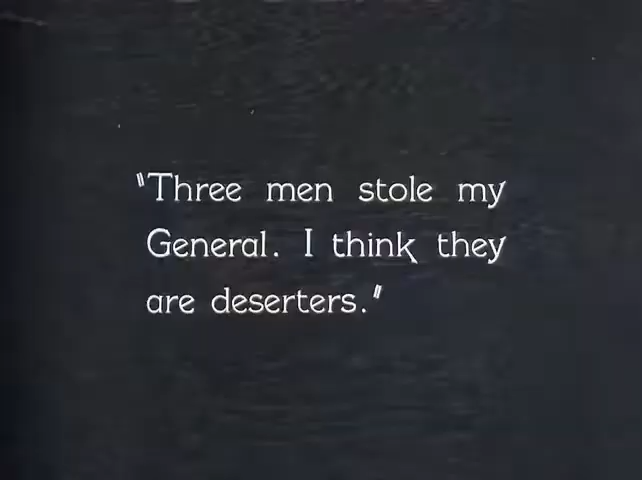 "Three men stole my
General. I think they
are deserters."